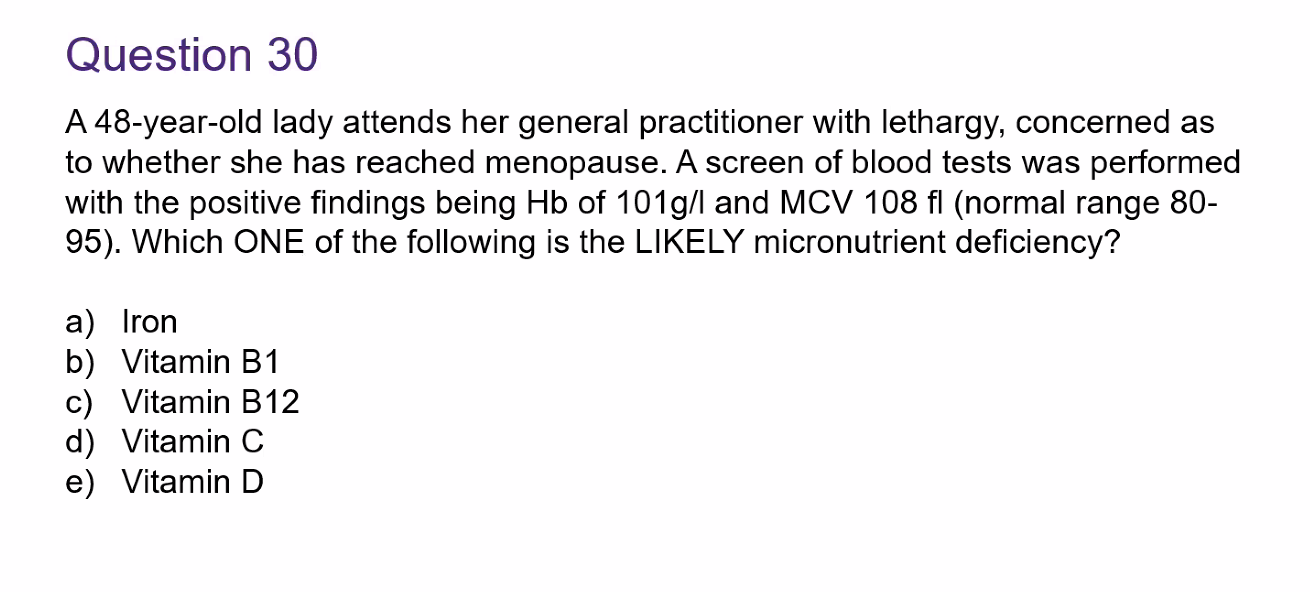 Question 30
A 48-year-old lady attends her general practitioner with lethargy, concerned as
to whether she has reached menopause. A screen of blood tests was performed
with the positive findings being Hb of 101g/l and MCV 108 fl (normal range 80-
95). Which ONE of the following is the LIKELY micronutrient deficiency?
a) Iron
b) Vitamin B1
c) Vitamin B12
d) Vitamin C
e) Vitamin D